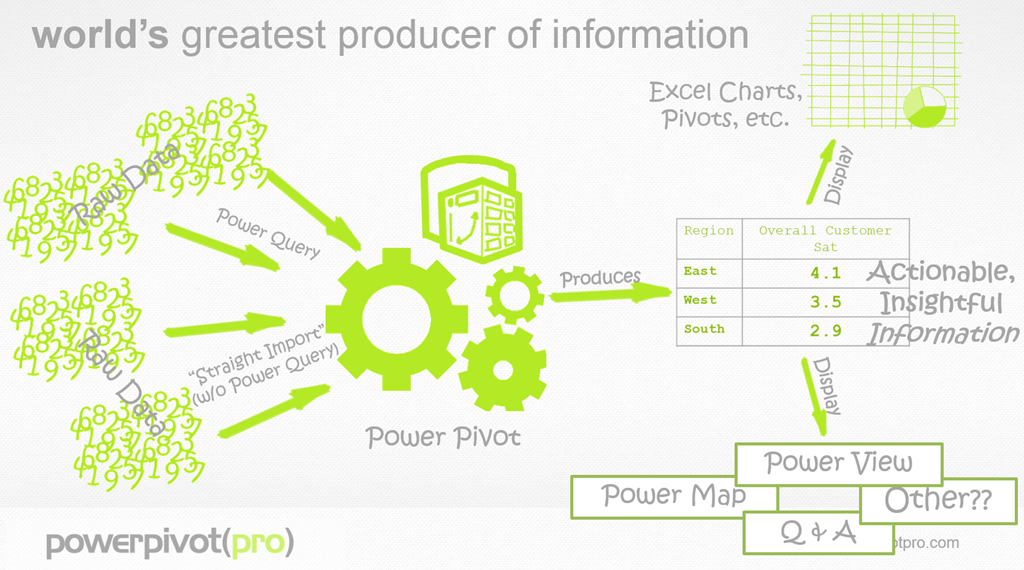 world's greatest producer of information
Excel Charts,
Pivots, etc.
Raw Data
Power Query
Display
Region Overall Customer
Sat
East 4.1
West 3.5
South 2.9
Actionable,
Insightful
Information
Produces
Raw Data
"Straight Import"
(w/o Power Query)
Power Pivot
Display
Power View
Power Map
Other??
Q & A
powerpivot(pro)
tpro.com